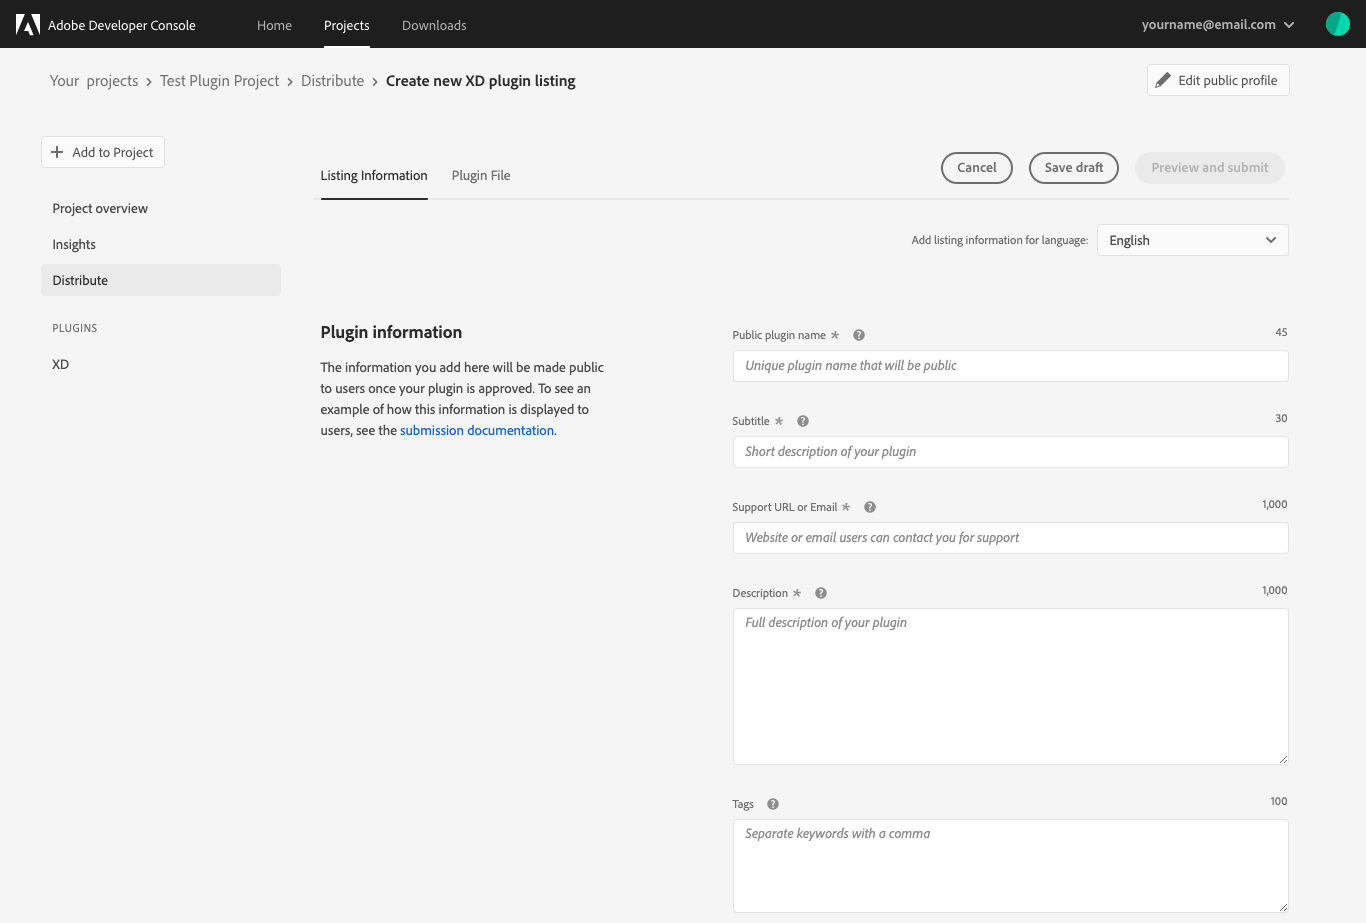 Adobe Developer Console
Home
Projects
Downloads
yourname@email.com
Your projects > Test Plugin Project > Distribute > Create new XD plugin listing
Edit public profile
Add to Project
Project overview
Insights
Distribute
PLUGINS
XD
Listing Information
Plugin File
Cancel
Save draft
Preview and submit
Add listing information for language:
English
Plugin information
The information you add here will be made public
to users once your plugin is approved. To see an
example of how this information is displayed to
users, see the submission documentation.
Public plugin name *
45
Unique plugin name that will be public
Subtitle *
30
Short description of your plugin
Support URL or Email *
1,000
Website or email users can contact you for support
Description *
1,000
Full description of your plugin
Tags
100
Separate keywords with a comma